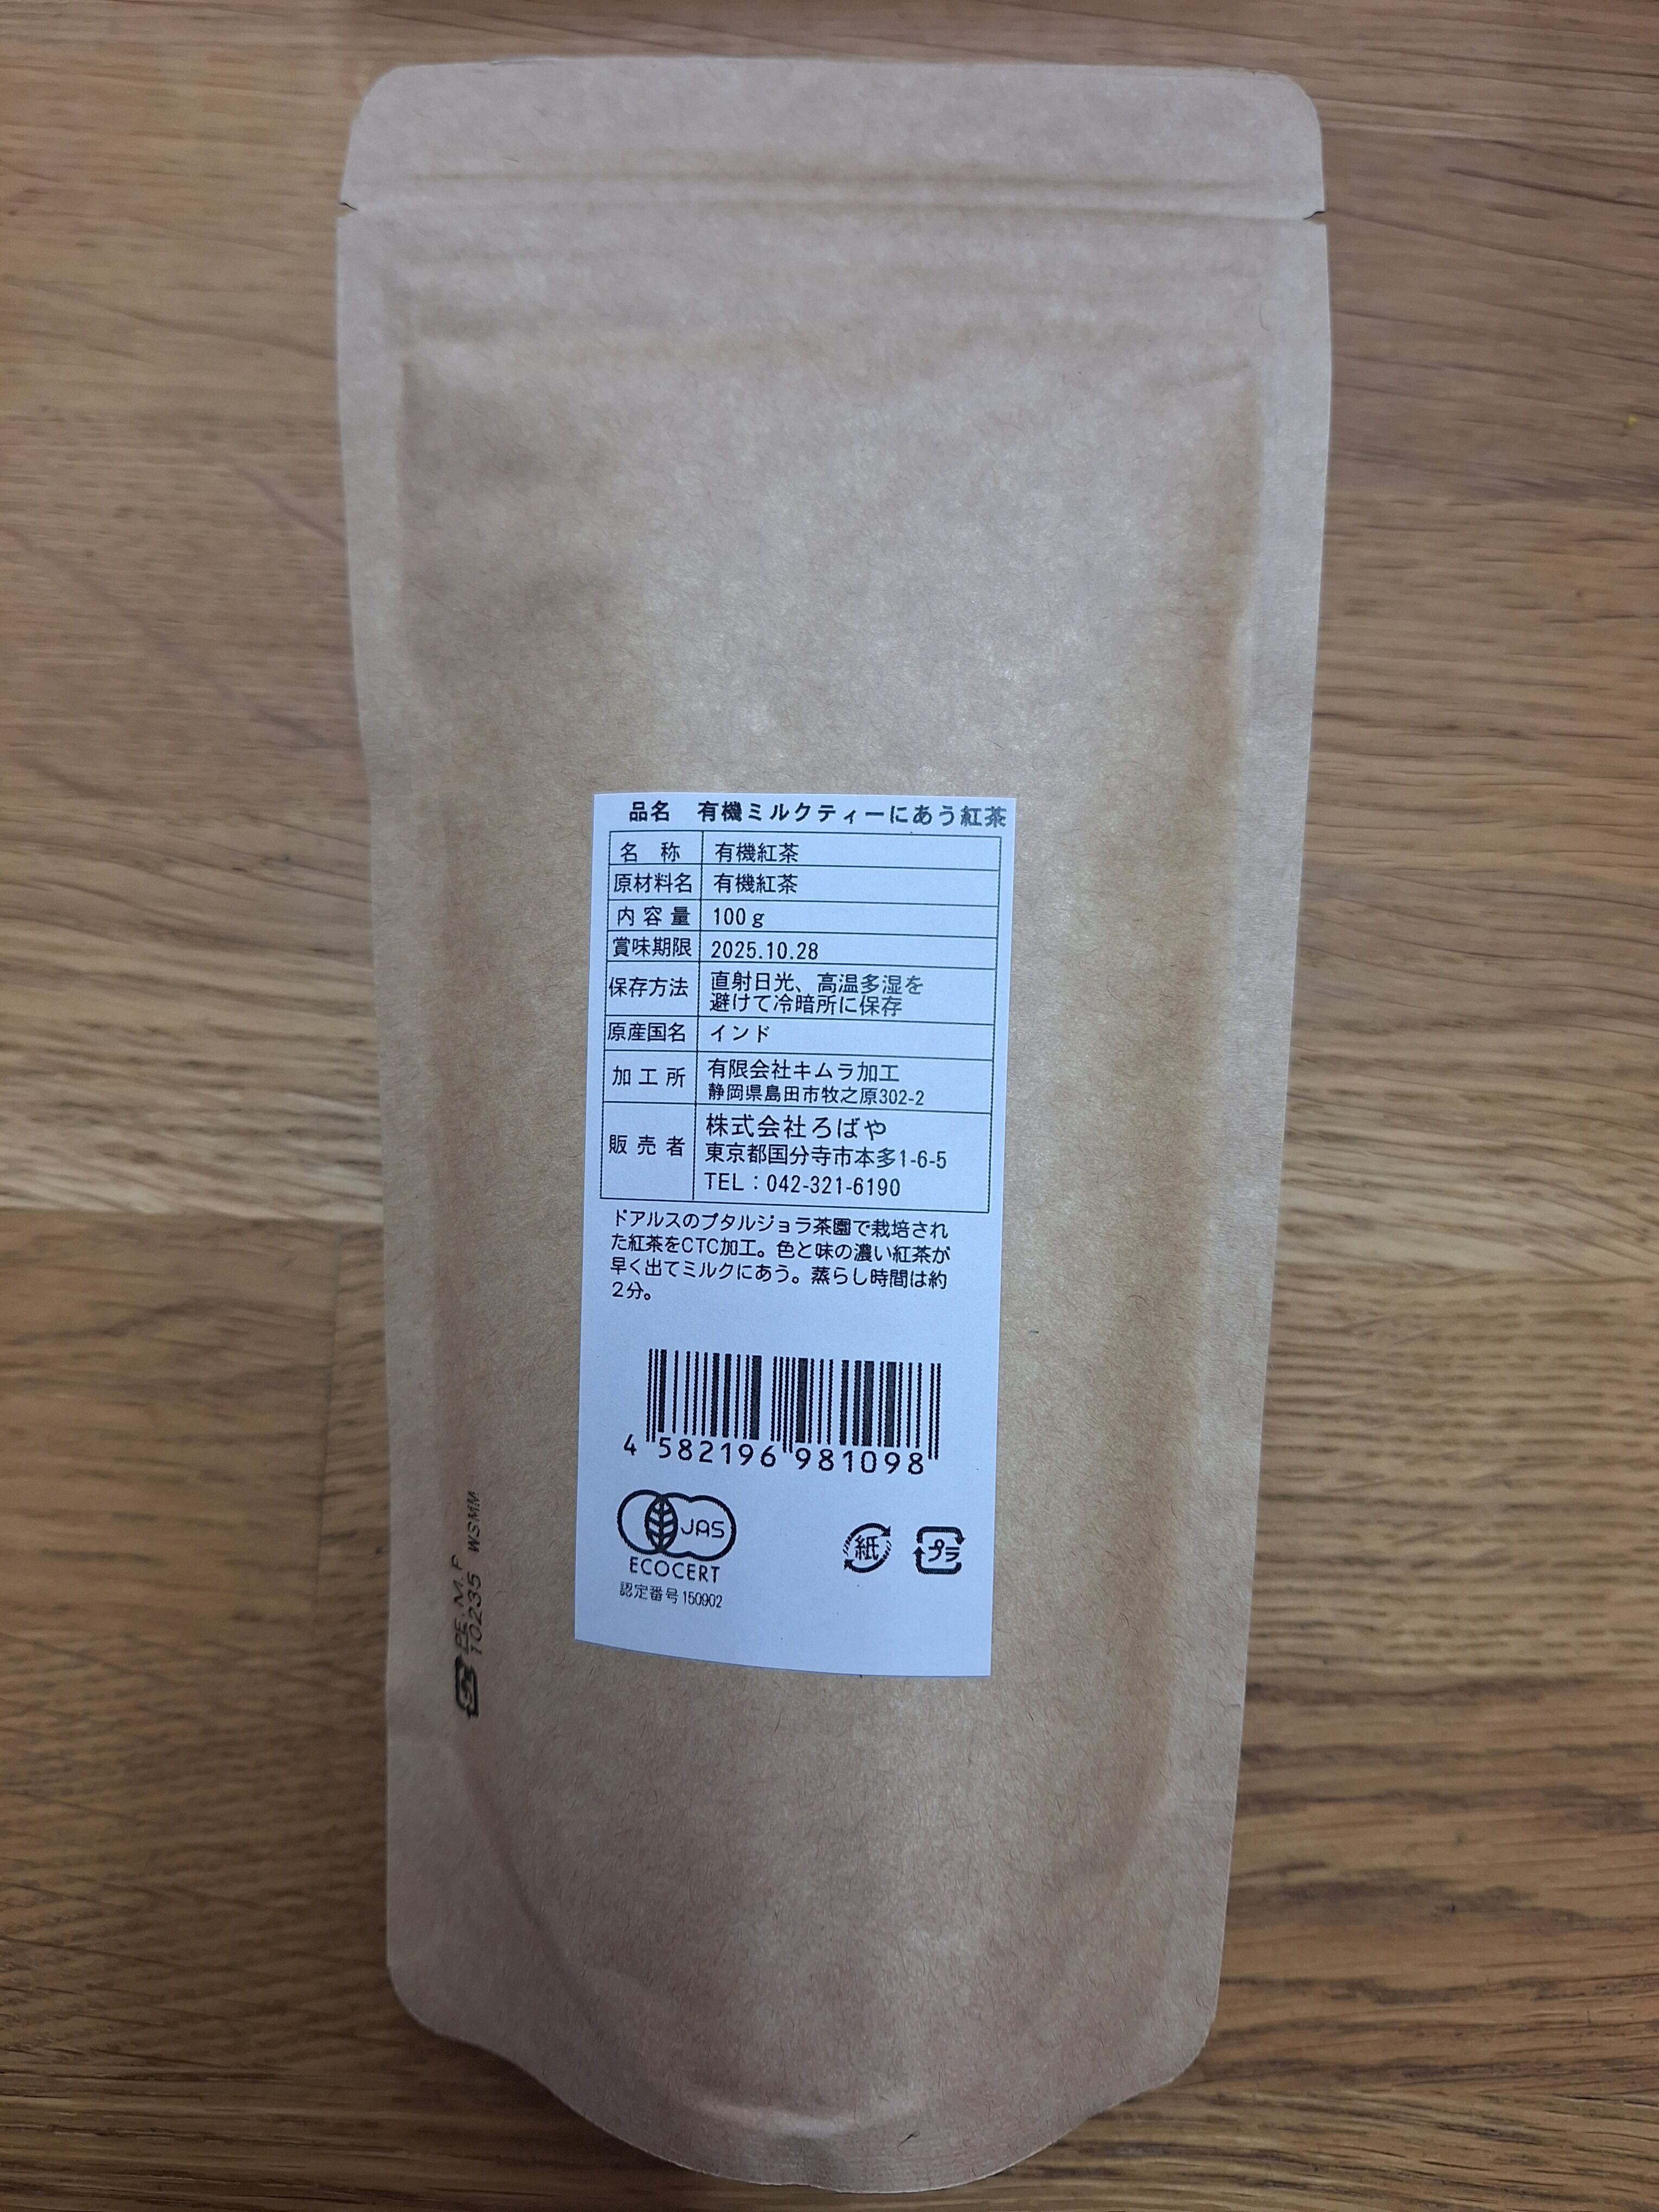 品名 有機ミルクティーにあう紅茶
名 称 有機紅茶
原材料名 有機紅茶
内容量 100g
賞味期限 2025.10.28
保存方法 直射日光、高温多湿を
避けて冷暗所に保存
原産国名 インド
加工所 有限会社キムラ加工
静岡県島田市牧之原302-2
販売者 株式会社ろばや
東京都国分寺市本多1-6-5
TEL：042-321-6190
ドアルスのプタルジョラ茶園で栽培され
た紅茶をCTC加工。色と味の濃い紅茶が
早く出てミルクにあう。蒸らし時間は約
2分。
4 582196 981098
JAS
ECOCERT
認定番号150902
紙
プラ
PE.M.P
10235 WSMM